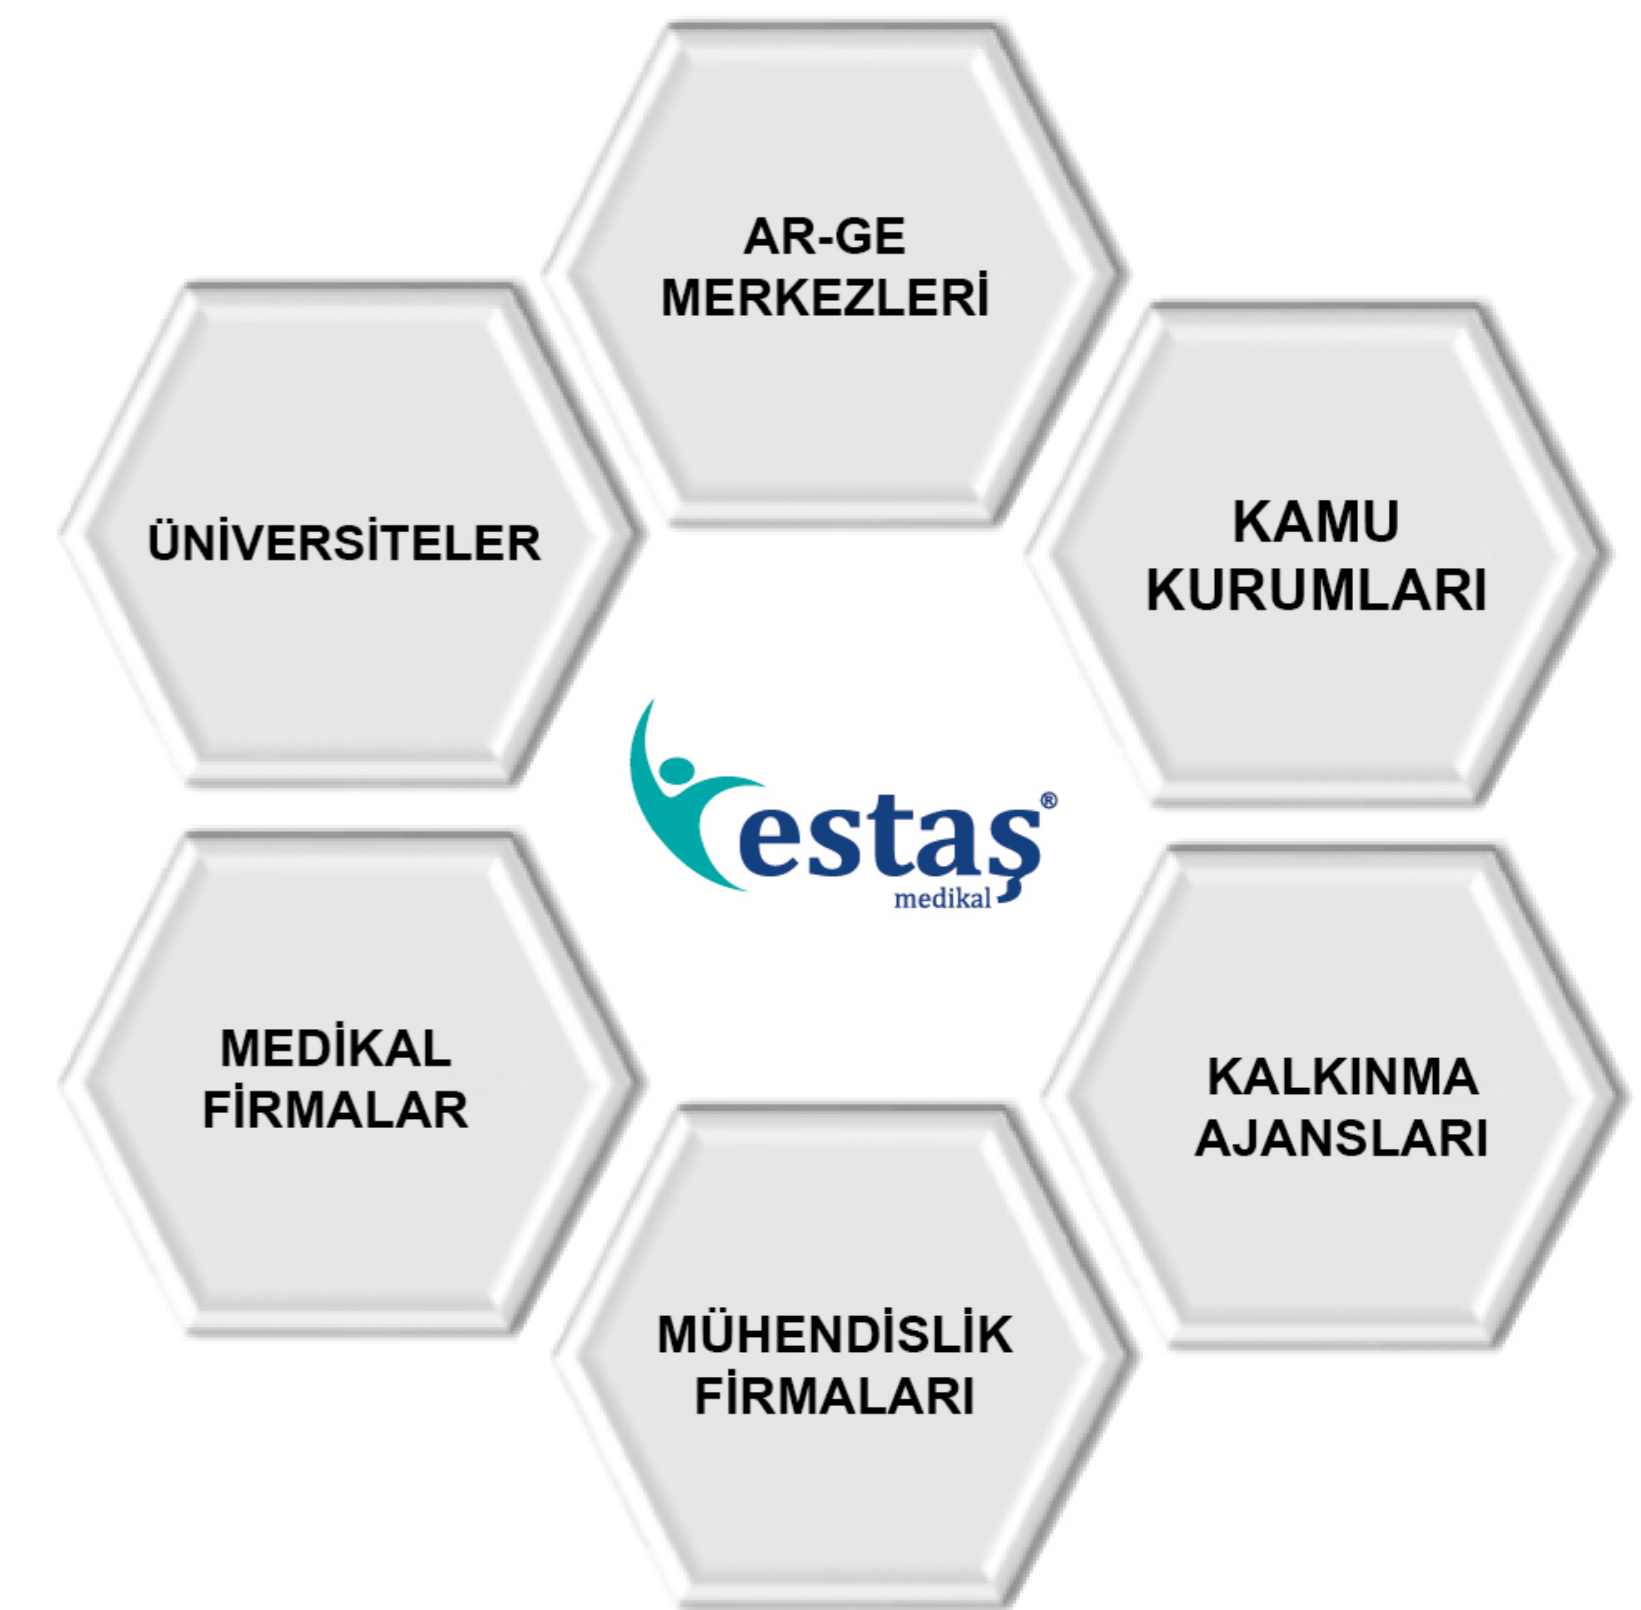 AR-GE
MERKEZLERİ
KAMU
KURUMLARI
ÜNİVERSİTELER
estaş®
medikal
MEDİKAL
FİRMALAR
KALKINMA
AJANSLARI
MÜHENDİSLİK
FİRMALARI